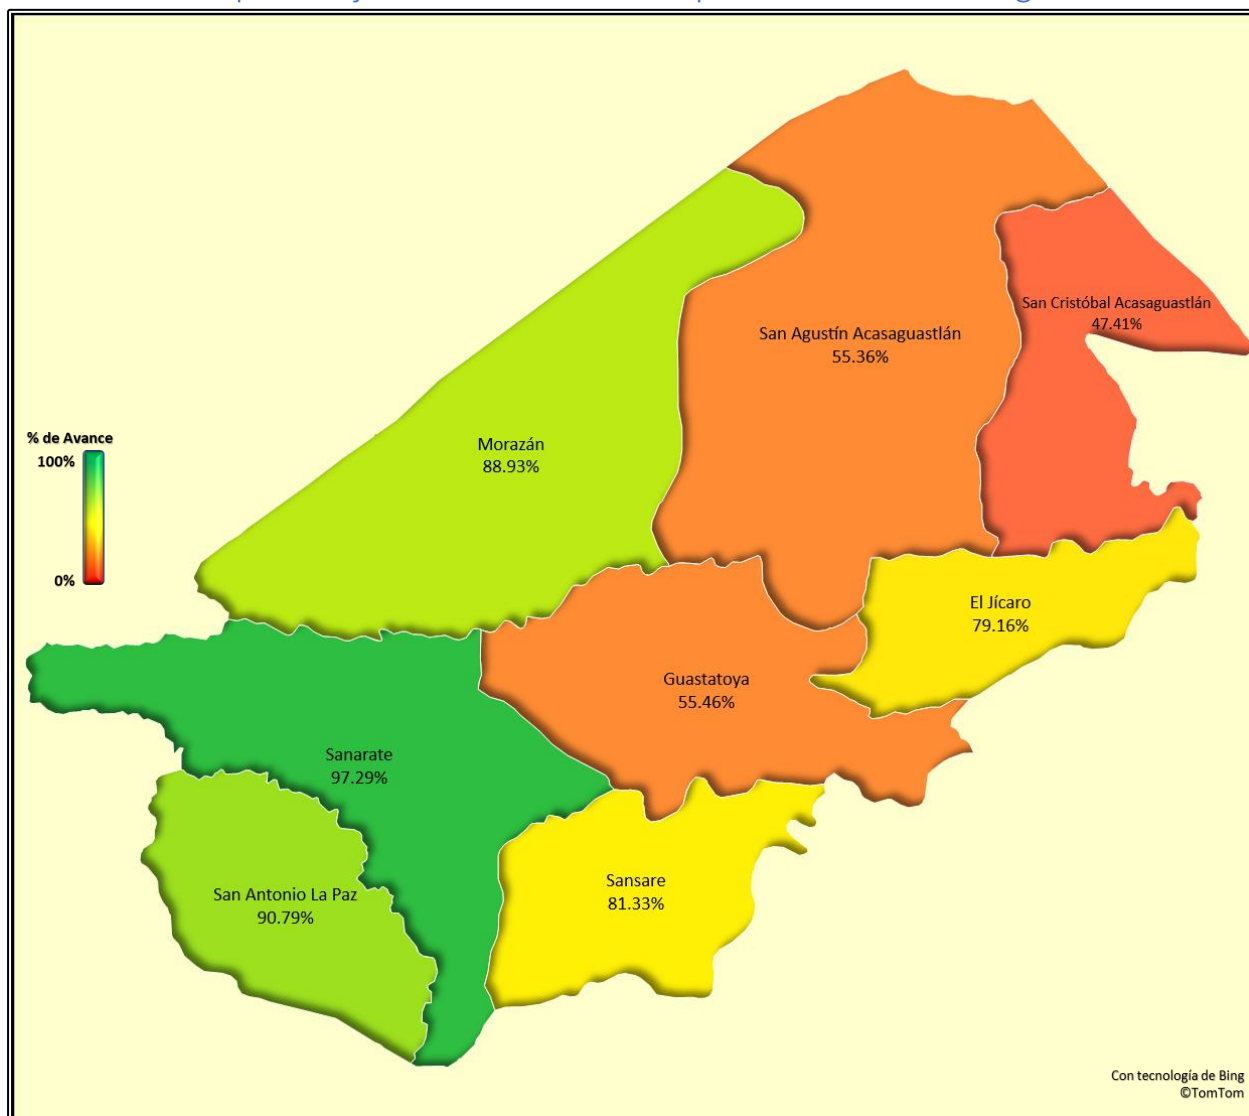 San Cristóbal Acasaguastlán
47.41%
San Agustín Acasaguastlán
55.36%
% de Avance
100%
0%
Morazán
88.93%
El Jícaro
79.16%
Guastatoya
55.46%
Sanarate
97.29%
San Antonio La Paz
90.79%
Sansare
81.33%
Con tecnología de Bing
©TomTom